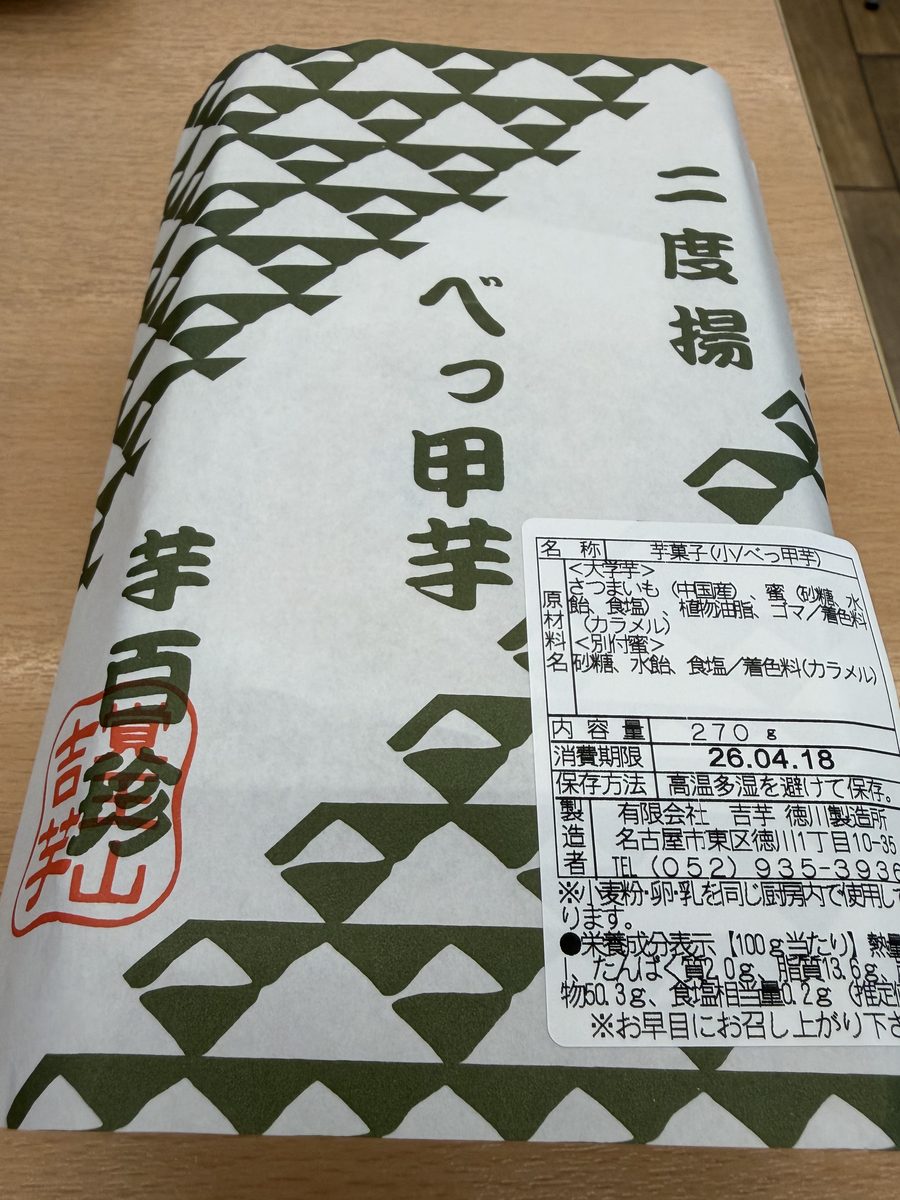 二度揚
べっ甲芋
芋百珍
吉芋
寶山
名称 芋菓子(小/べっ甲芋)
原材料名
<大学芋>
さつまいも(中国産)、蜜(砂糖、水
飴、食塩)、植物油脂、ゴマ/着色料
(カラメル)
<別付蜜>
砂糖、水飴、食塩/着色料(カラメル)
内容量 270g
消費期限 26.04.18
保存方法 高温多湿を避けて保存。
製造者
有限会社 吉芋 徳川製造所
名古屋市東区徳川1丁目10-35
TEL(052)935-3936
※小麦粉・卵・乳を同じ厨房内で使用して
ります。
●栄養成分表示【100g当たり】熱量
l、たんぱく質2.0g、脂質13.6g、
物50.3g、食塩相当量0.2g(推定値
※お早目にお召し上がり下さ